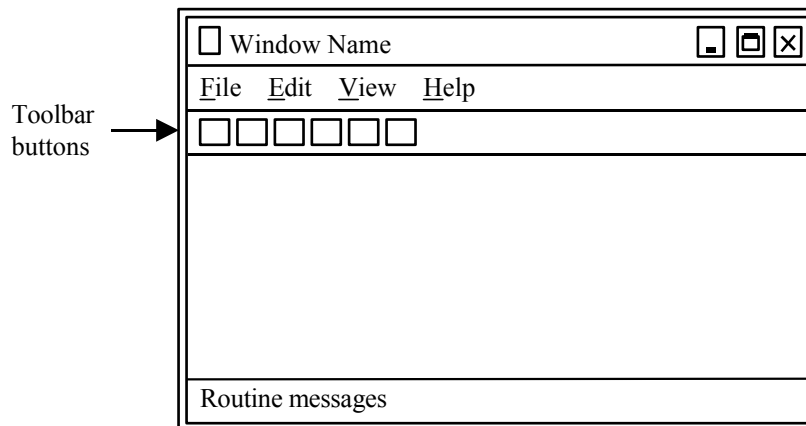 Window Name
File Edit View Help
Toolbar
buttons
Routine messages